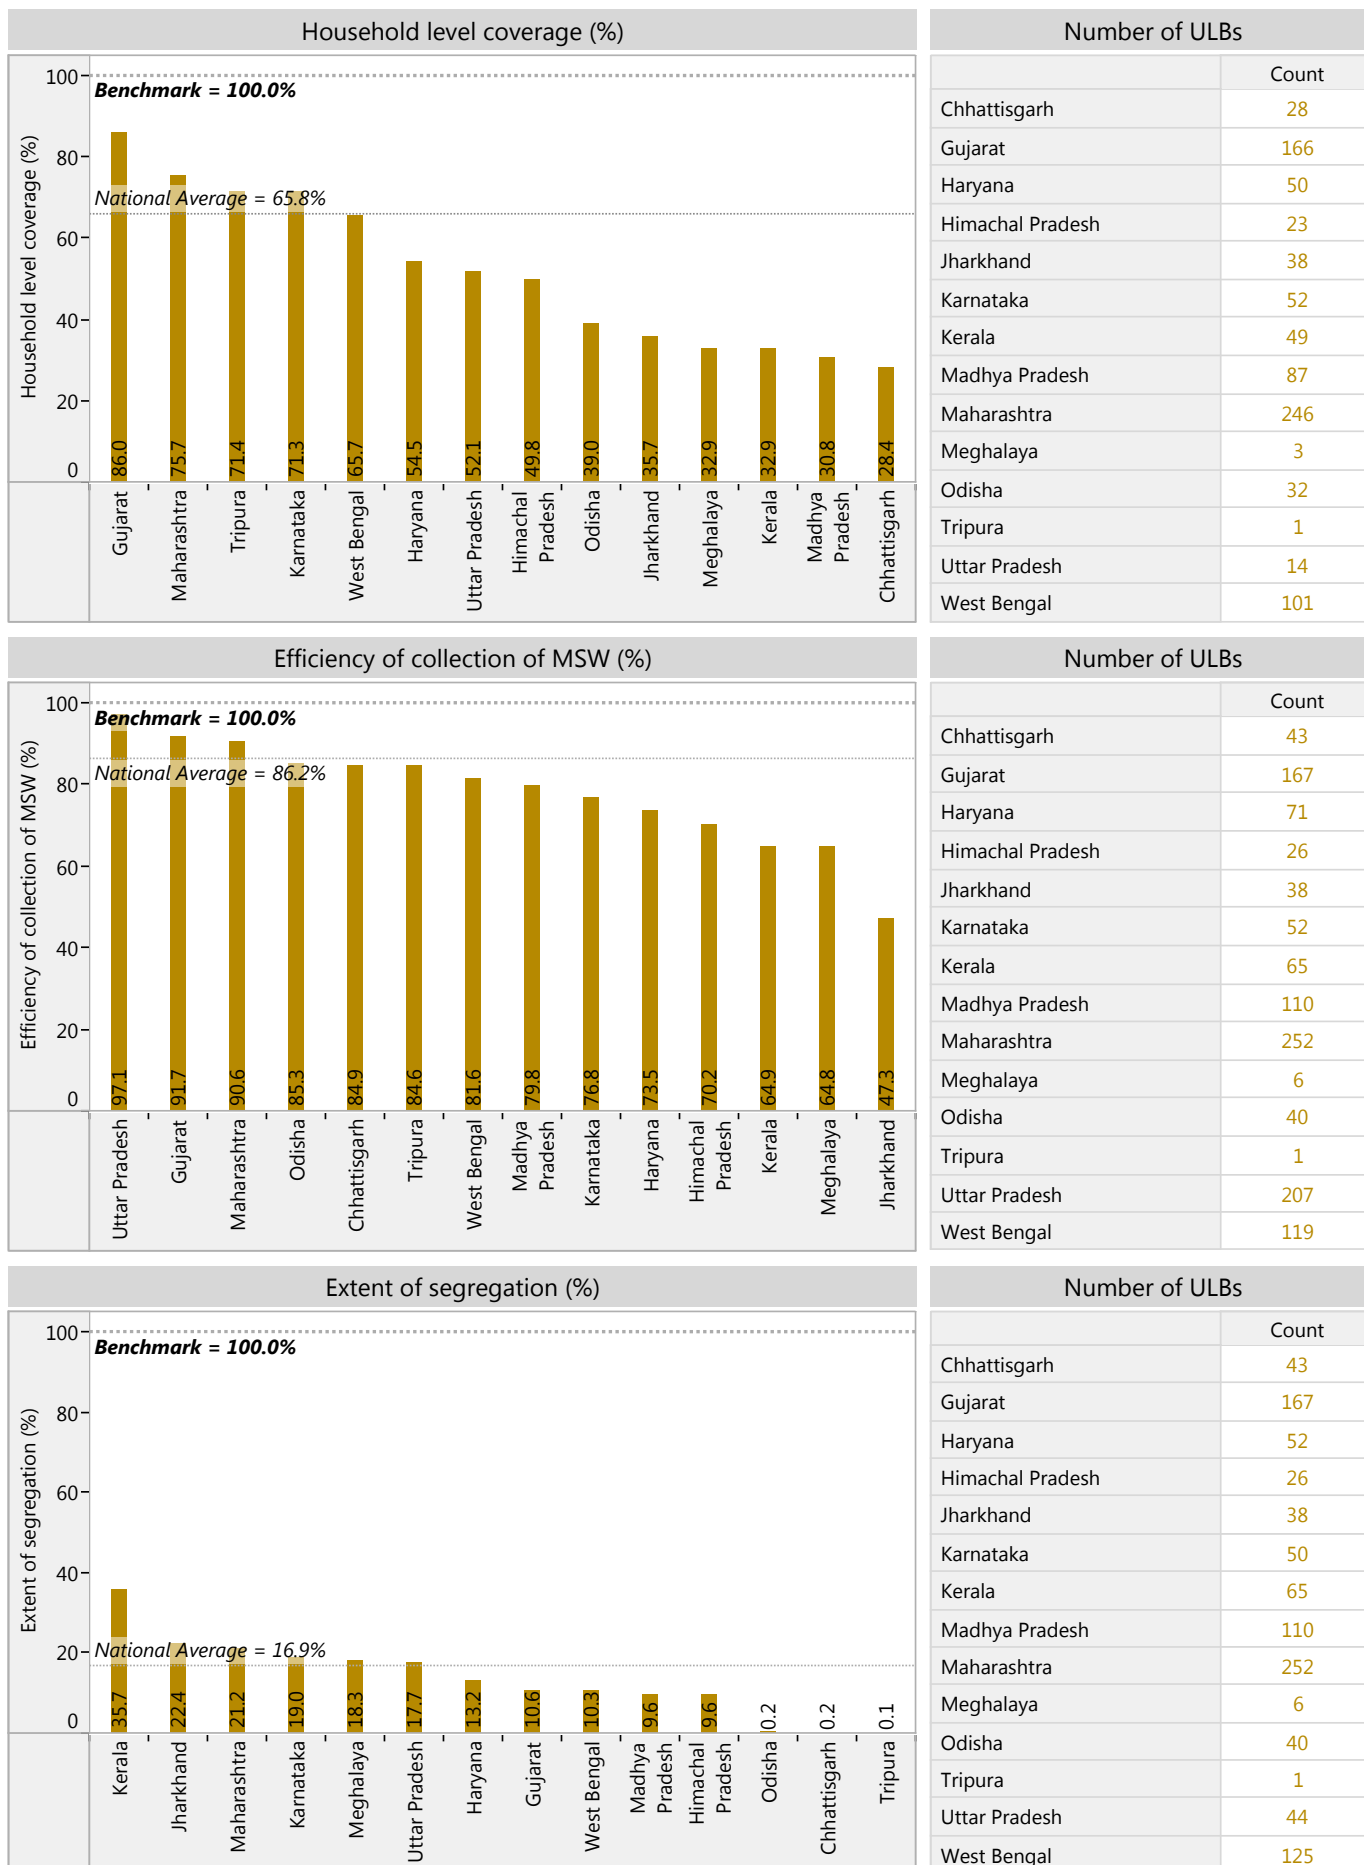 Household level coverage (%)
Number of ULBs
Household level coverage (%)
100
80
60
40
20
0
Benchmark = 100.0%
National Average = 65.8%
86.0
75.7
71.4
71.3
65.7
54.5
52.1
49.8
39.0
35.7
32.9
32.9
30.8
28.4
Gujarat
Maharashtra
Tripura
Karnataka
West Bengal
Haryana
Uttar Pradesh
Himachal
Pradesh
Odisha
Jharkhand
Meghalaya
Kerala
Madhya
Pradesh
Chhattisgarh
Count
Chhattisgarh 28
Gujarat 166
Haryana 50
Himachal Pradesh 23
Jharkhand 38
Karnataka 52
Kerala 49
Madhya Pradesh 87
Maharashtra 246
Meghalaya 3
Odisha 32
Tripura 1
Uttar Pradesh 14
West Bengal 101
Efficiency of collection of MSW (%)
Number of ULBs
Efficiency of collection of MSW (%)
100
80
60
40
20
0
Benchmark = 100.0%
National Average = 86.2%
97.1
91.7
90.6
85.3
84.9
84.6
81.6
79.8
76.8
73.5
70.2
64.9
64.8
47.3
Uttar Pradesh
Gujarat
Maharashtra
Odisha
Chhattisgarh
Tripura
West Bengal
Madhya
Pradesh
Karnataka
Haryana
Himachal
Pradesh
Kerala
Meghalaya
Jharkhand
Count
Chhattisgarh 43
Gujarat 167
Haryana 71
Himachal Pradesh 26
Jharkhand 38
Karnataka 52
Kerala 65
Madhya Pradesh 110
Maharashtra 252
Meghalaya 6
Odisha 40
Tripura 1
Uttar Pradesh 207
West Bengal 119
Extent of segregation (%)
Number of ULBs
Extent of segregation (%)
100
80
60
40
20
0
Benchmark = 100.0%
National Average = 16.9%
35.7
22.4
21.2
19.0
18.3
17.7
13.2
10.6
10.3
9.6
9.6
0.2
0.2
0.1
Kerala
Jharkhand
Maharashtra
Karnataka
Meghalaya
Uttar Pradesh
Haryana
Gujarat
West Bengal
Madhya
Pradesh
Himachal
Pradesh
Odisha
Chhattisgarh
Tripura
Count
Chhattisgarh 43
Gujarat 167
Haryana 52
Himachal Pradesh 26
Jharkhand 38
Karnataka 50
Kerala 65
Madhya Pradesh 110
Maharashtra 252
Meghalaya 6
Odisha 40
Tripura 1
Uttar Pradesh 44
West Bengal 125